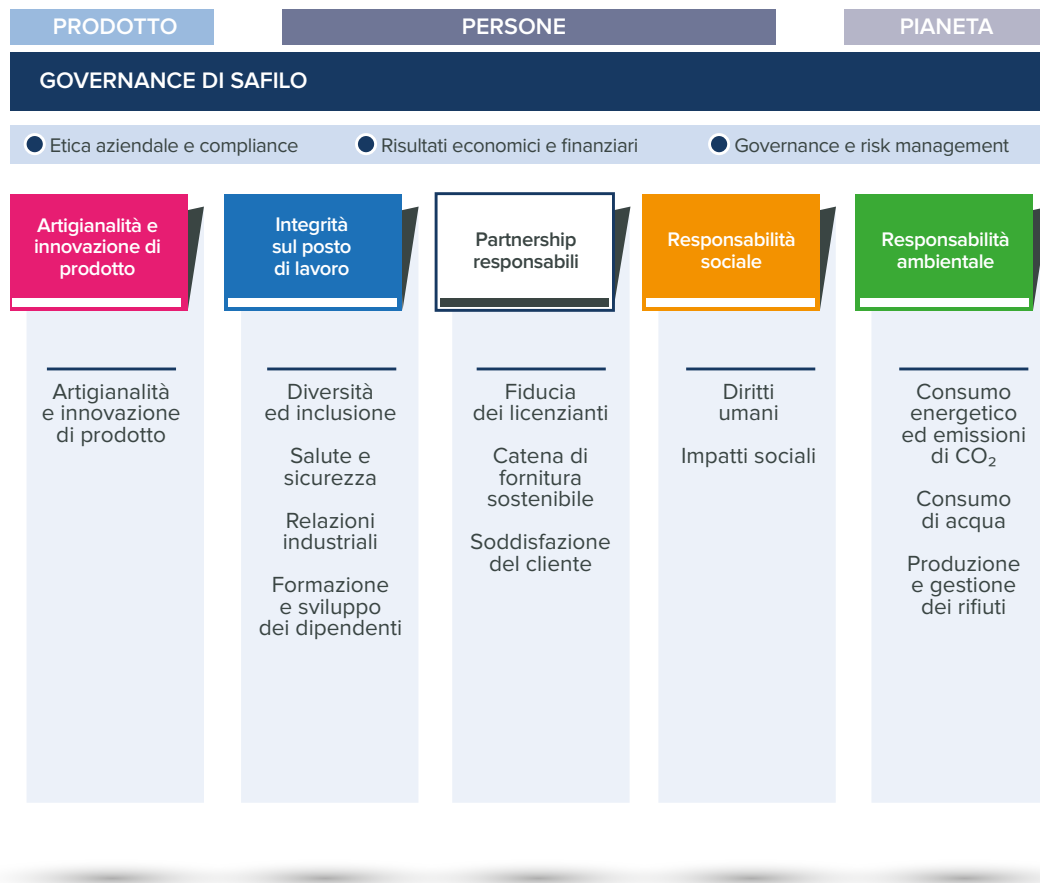 PRODOTTO
PERSONE
PIANETA
GOVERNANCE DI SAFILO
Etica aziendale e compliance
Risultati economici e finanziari
Governance e risk management
Artigianalità e
innovazione di
prodotto
Artigianalità
e innovazione
di prodotto
Integrità
sul posto
di lavoro
Diversità
ed inclusione
Salute e
sicurezza
Relazioni
industriali
Formazione
e sviluppo
dei dipendenti
Partnership
responsabili
Fiducia
dei licenzianti
Catena di
fornitura
sostenibile
Soddisfazione
del cliente
Responsabilità
sociale
Diritti
umani
Impatti sociali
Responsabilità
ambientale
Consumo
energetico
ed emissioni
di CO₂
Consumo
di acqua
Produzione
e gestione
dei rifiuti